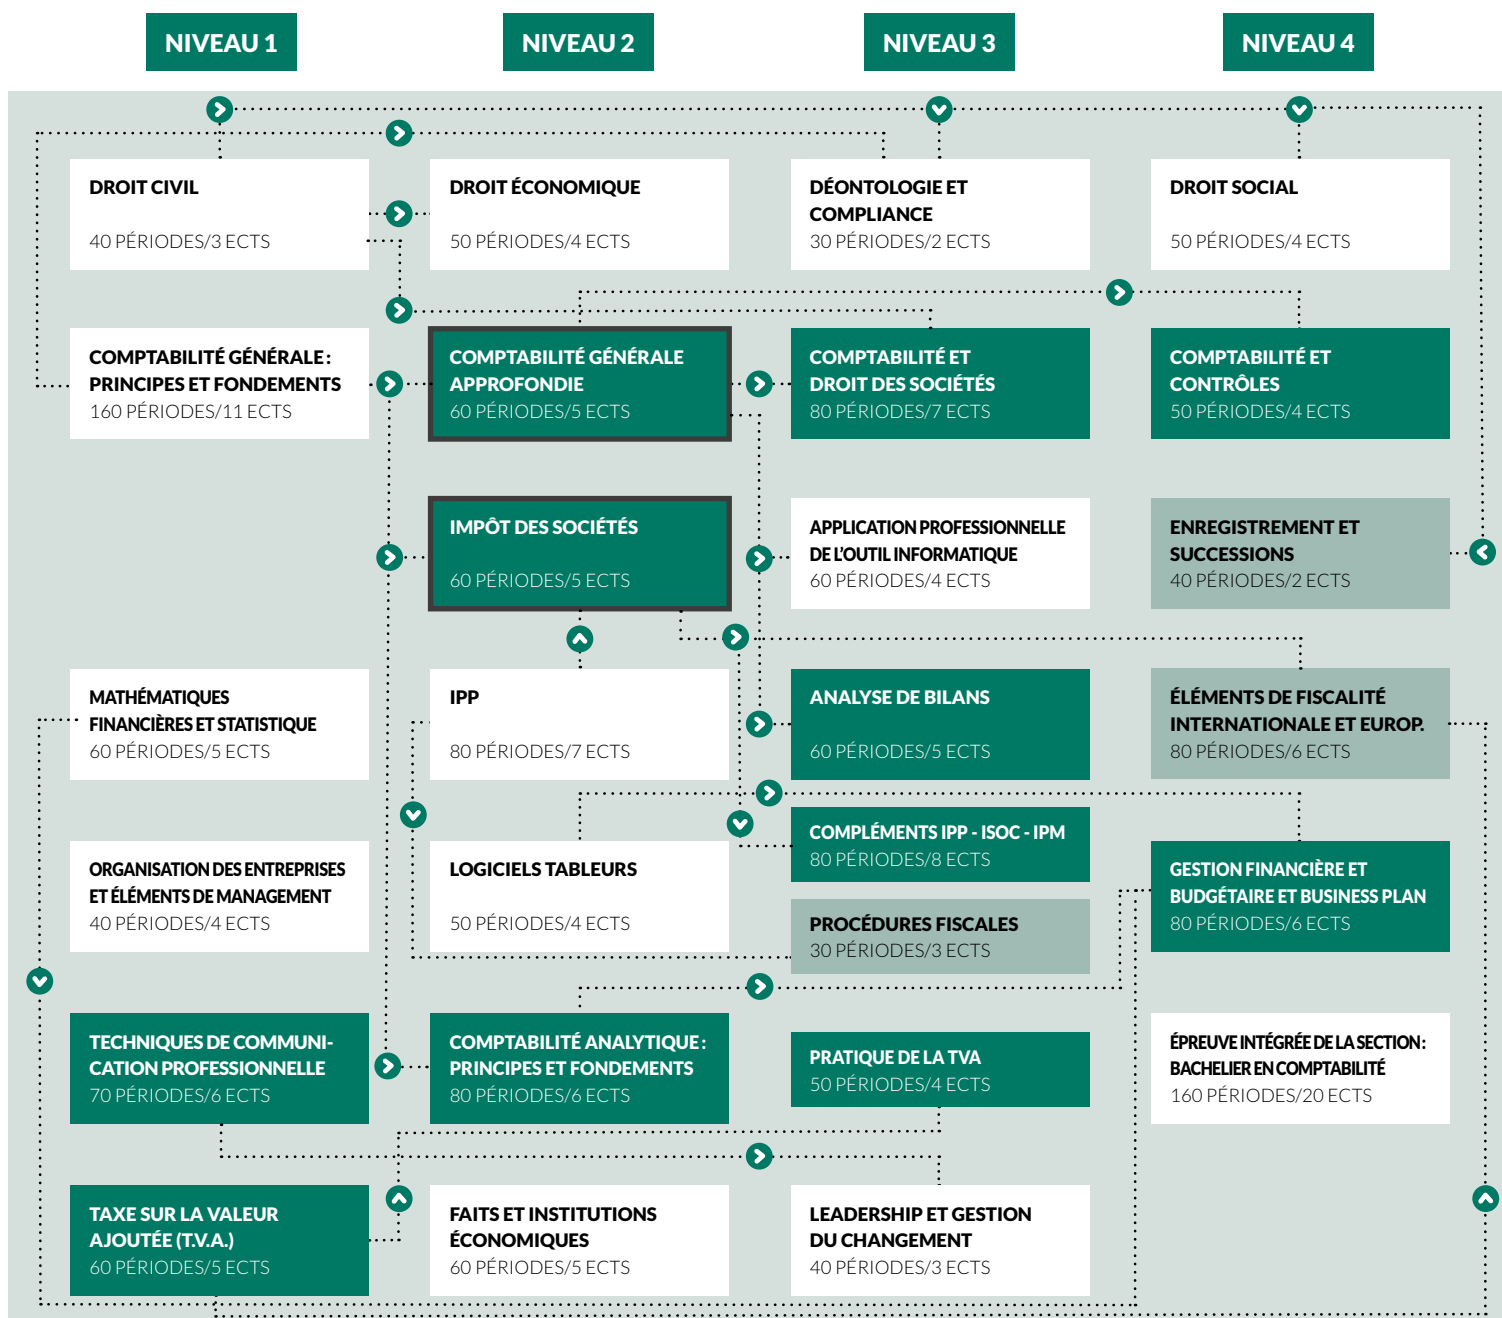 NIVEAU 1
NIVEAU 2
NIVEAU 3
NIVEAU 4
DROIT CIVIL
40 PÉRIODES/3 ECTS
DROIT ÉCONOMIQUE
50 PÉRIODES/4 ECTS
DÉONTOLOGIE ET
COMPLIANCE
30 PÉRIODES/2 ECTS
DROIT SOCIAL
50 PÉRIODES/4 ECTS
COMPTABILITÉ GÉNÉRALE :
PRINCIPES ET FONDEMENTS
160 PÉRIODES/11 ECTS
COMPTABILITÉ GÉNÉRALE
APPROFONDIE
60 PÉRIODES/5 ECTS
COMPTABILITÉ ET
DROIT DES SOCIÉTÉS
80 PÉRIODES/7 ECTS
COMPTABILITÉ ET
CONTRÔLES
50 PÉRIODES/4 ECTS
IMPÔT DES SOCIÉTÉS
60 PÉRIODES/5 ECTS
APPLICATION PROFESSIONNELLE
DE L'OUTIL INFORMATIQUE
60 PÉRIODES/4 ECTS
ENREGISTREMENT ET
SUCCESSIONS
40 PÉRIODES/2 ECTS
MATHÉMATIQUES
FINANCIÈRES ET STATISTIQUE
60 PÉRIODES/5 ECTS
IPP
80 PÉRIODES/7 ECTS
ANALYSE DE BILANS
60 PÉRIODES/5 ECTS
ÉLÉMENTS DE FISCALITÉ
INTERNATIONALE ET EUROP.
80 PÉRIODES/6 ECTS
ORGANISATION DES ENTREPRISES
ET ÉLÉMENTS DE MANAGEMENT
40 PÉRIODES/4 ECTS
LOGICIELS TABLEURS
50 PÉRIODES/4 ECTS
COMPLÉMENTS IPP - ISOC - IPM
80 PÉRIODES/8 ECTS
PROCÉDURES FISCALES
30 PÉRIODES/3 ECTS
GESTION FINANCIÈRE ET
BUDGÉTAIRE ET BUSINESS PLAN
80 PÉRIODES/6 ECTS
TECHNIQUES DE COMMUNI-
CATION PROFESSIONNELLE
70 PÉRIODES/6 ECTS
COMPTABILITÉ ANALYTIQUE :
PRINCIPES ET FONDEMENTS
80 PÉRIODES/6 ECTS
PRATIQUE DE LA TVA
50 PÉRIODES/4 ECTS
ÉPREUVE INTÉGRÉE DE LA SECTION :
BACHELIER EN COMPTABILITÉ
160 PÉRIODES/20 ECTS
TAXE SUR LA VALEUR
AJOUTÉE (T.V.A.)
60 PÉRIODES/5 ECTS
FAITS ET INSTITUTIONS
ÉCONOMIQUES
60 PÉRIODES/5 ECTS
LEADERSHIP ET GESTION
DU CHANGEMENT
40 PÉRIODES/3 ECTS